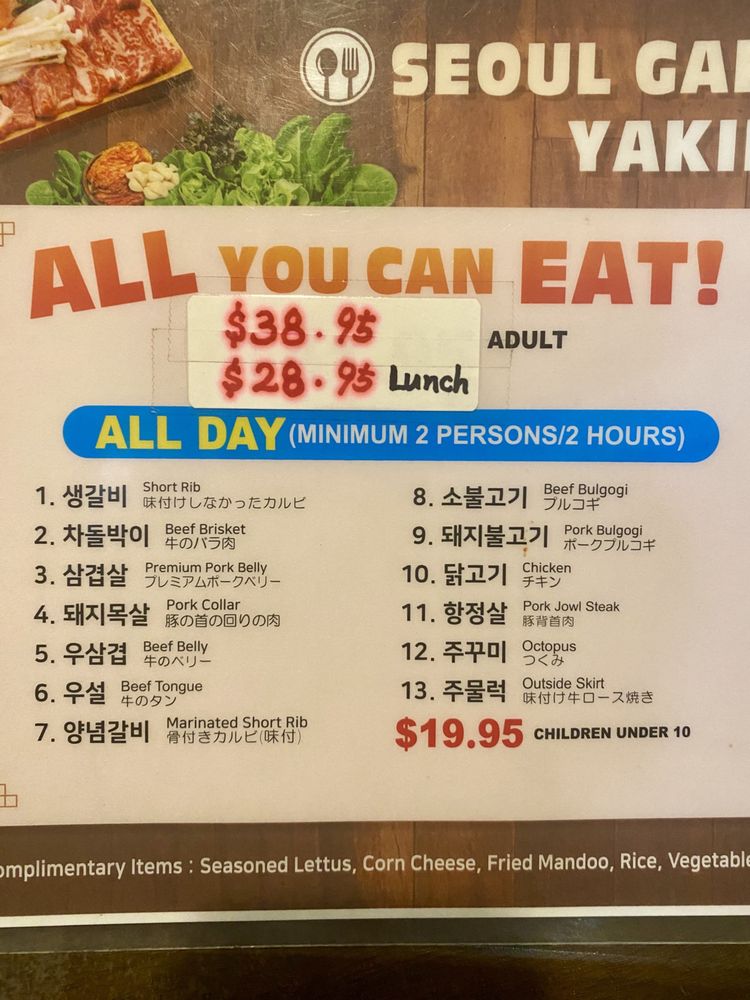 SEOUL
YAKI
ALL YOU CAN EAT!
$38.95
ADULT
$28.95 Lunch
ALL DAY (MINIMUM 2 PERSONS/2 HOURS)
1. 생갈비 Short Rib
味付けしなかったカルビ
2. 차돌박이 Beef Brisket
牛のバラ肉
3. 삼겹살 Premium Pork Belly
プレミアムポークベリー
4. 돼지목살 Pork Collar
豚の首の回りの肉
5. 우삼겹 Beef Belly
牛のベリー
6. 우설 Beef Tongue
牛のタン
7. 양념갈비 Marinated Short Rib
骨付きカルビ(味付)
8. 소불고기 Beef Bulgogi
プルコギ
9. 돼지불고기 Pork Bulgogi
ポークプルコギ
10. 닭고기 Chicken
チキン
11. 항정살 Pork Jowl Steak
豚背首肉
12. 주꾸미 Octopus
つくみ
13. 주물럭 Outside Skirt
味付け牛ロース焼き
$19.95 CHILDREN UNDER 10
omplimentary Items : Seasoned Lettus, Corn Cheese, Fried Mandoo, Rice, Vegetable